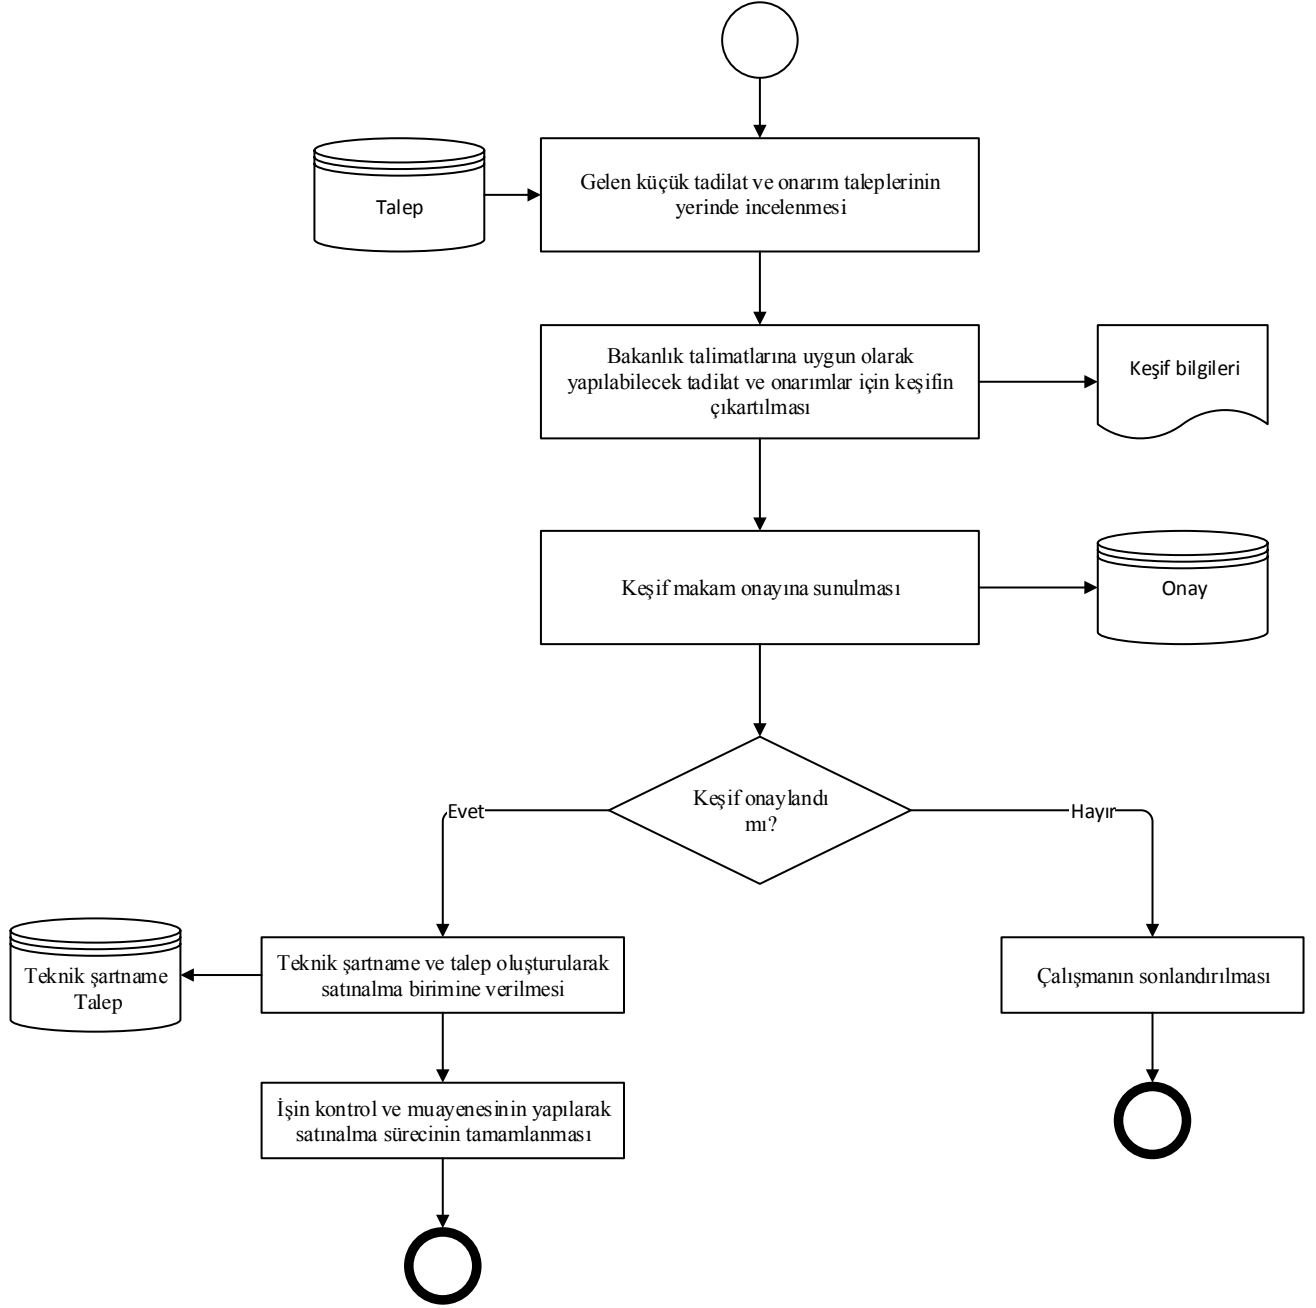 Talep
Gelen küçük tadilat ve onarım taleplerinin
yerinde incelenmesi
Bakanlık talimatlarına uygun olarak
yapılabilecek tadilat ve onarımlar için keşifin
çıkartılması
Keşif bilgileri
Keşif makam onayına sunulması
Onay
Keşif onaylandı
mı?
Evet
Hayır
Teknik şartname
Talep
Teknik şartname ve talep oluşturularak
satınalma birimine verilmesi
Çalışmanın sonlandırılması
İşin kontrol ve muayenesinin yapılarak
satınalma sürecinin tamamlanması